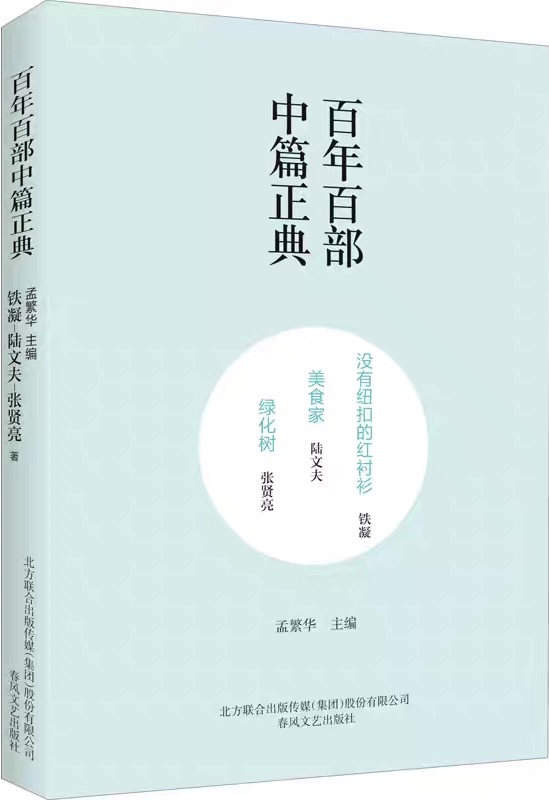 百年百部中篇正典
孟繁华 主编
铁凝-陆文夫-张贤亮 著
北方联合出版传媒(集团)股份有限公司
春风文艺出版社
百年百部
中篇正典
没有纽扣的红衬衫 铁凝
美食家 陆文夫
绿化树 张贤亮
孟繁华 主编
北方联合出版传媒(集团)股份有限公司
春风文艺出版社